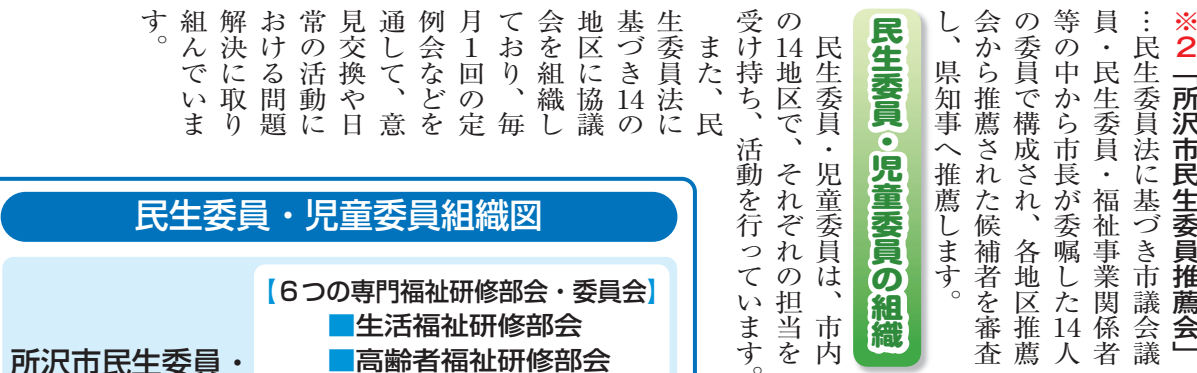 ※2「所沢市民生委員推薦会」
…民生委員法に基づき市議会議
員・民生委員・福祉事業関係者
等の中から市長が委嘱した14人
の委員で構成され、各地区推薦
会から推薦された候補者を審査
し、県知事へ推薦します。
民生委員・児童委員の組織
民生委員・児童委員は、市内
の14地区で、それぞれの担当を
受け持ち、活動を行っています。
また、民
生委員法に
基づき14の
地区に協議
会を組織し
ており、毎
月1回の定
例会などを
通して、意
見交換や日
常の活動に
おける問題
解決に取り
組んでいま
す。
民生委員・児童委員組織図
【6つの専門福祉研修部会・委員会】
■生活福祉研修部会
■高齢者福祉研修部会
所沢市民生委員・